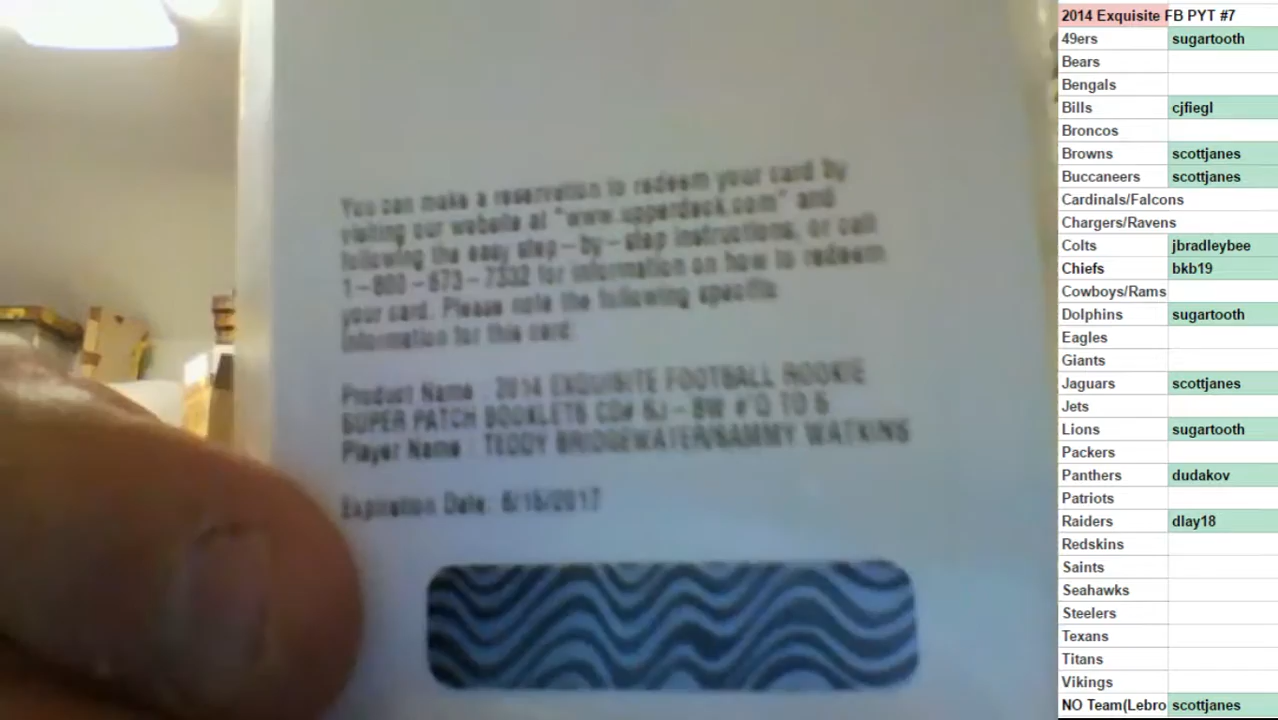 You can make a reservation to redeem your card by
visiting our website at "www.upperdeck.com" and
following the easy step-by-step instructions, or call
1-800-873-7332 for information on how to redeem
your card. Please note the following specific
information for this card:
Product Name : 2014 EXQUISITE FOOTBALL ROOKIE
SUPER PATCH BOOKLETS CD# SJ-BW #'D TO 5
Player Name : TEDDY BRIDGEWATER/SAMMY WATKINS
Expiration Date: 6/16/2017
2014 Exquisite FB PYT #7
49ers sugartooth
Bears
Bengals
Bills cjfiegl
Broncos
Browns scottjanes
Buccaneers scottjanes
Cardinals/Falcons
Chargers/Ravens
Colts jbradleybee
Chiefs bkb19
Cowboys/Rams
Dolphins sugartooth
Eagles
Giants
Jaguars scottjanes
Jets
Lions sugartooth
Packers
Panthers dudakov
Patriots
Raiders dlay18
Redskins
Saints
Seahawks
Steelers
Texans
Titans
Vikings
NO Team(Lebro scottjanes